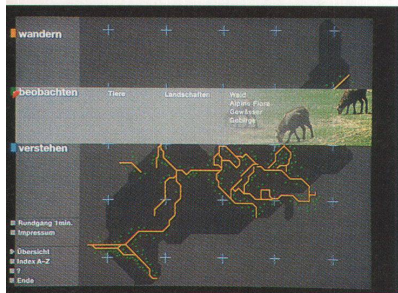 wandern
beobachten
Tiere
Landschaften
Wald
Alpine Flora
Gewässer
Gebirge
verstehen
Rundgang 1min.
Impressum
Übersicht
Index A-Z
?
Ende